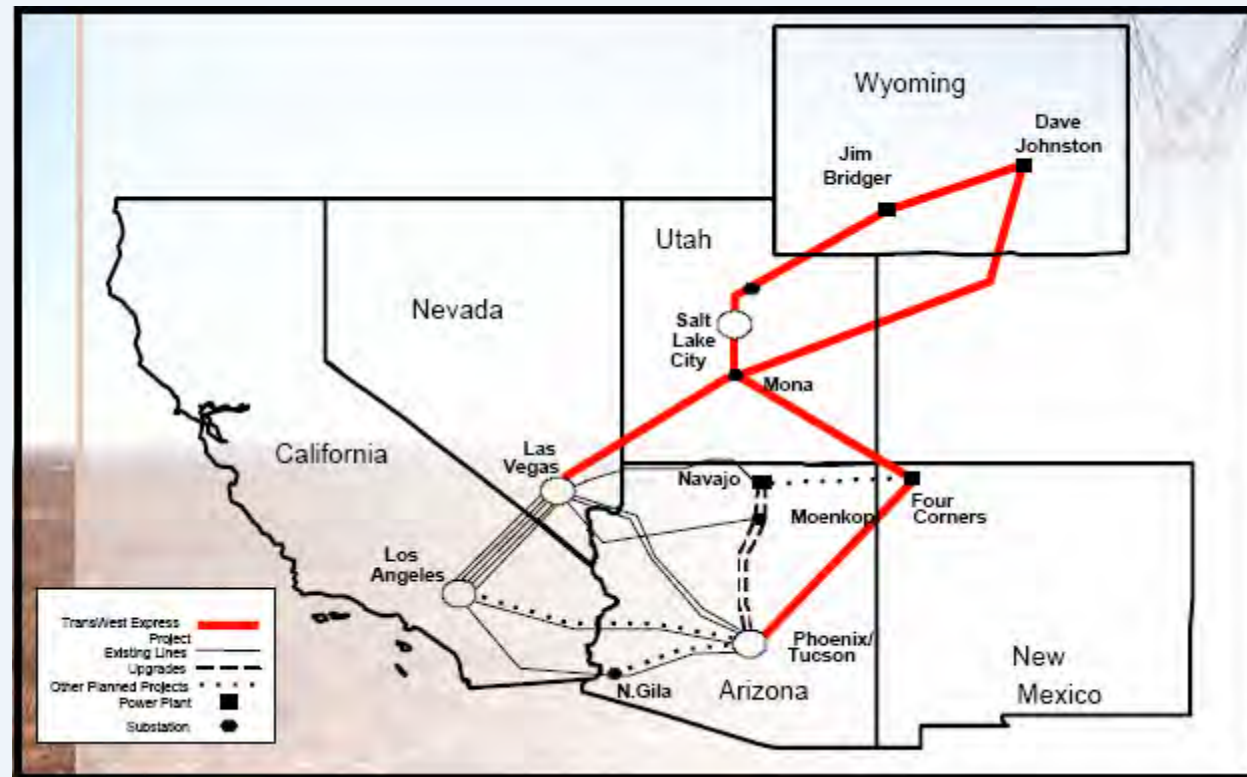 Wyoming
Dave
Johnston
Jim
Bridger
Utah
Nevada
Salt
Lake
City
Mona
California
Las
Vegas
Navajo
Four
Corners
Moenkop
Los
Angeles
Phoenix/
Tucson
New
Mexico
N.Gila
Arizona
TransWest Express
Project
Existing Lines
Upgrades
Other Planned Projects
Power Plant
Substation